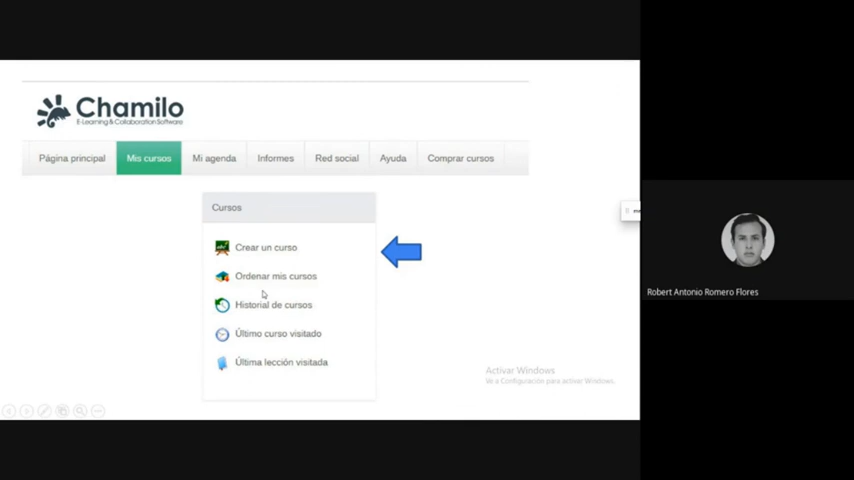 Chamilo
E-Learning & Collaboration Software
Página principal
Mis cursos
Mi agenda
Informes
Red social
Ayuda
Comprar cursos
Cursos
Crear un curso
Ordenar mis cursos
Historial de cursos
Último curso visitado
Última lección visitada
Activar Windows
Ve a Configuración para activar Windows.
Robert Antonio Romero Flores